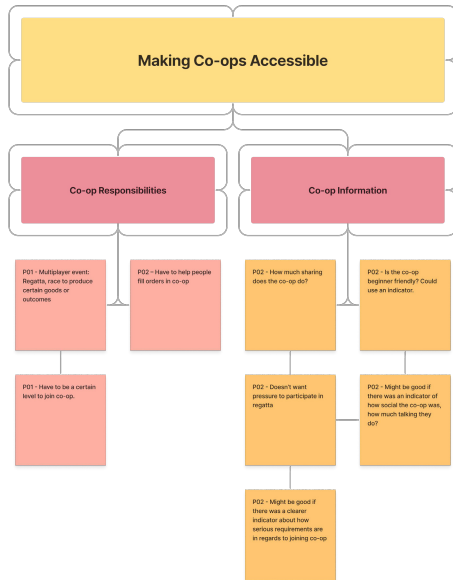 Making Co-ops Accessible
Co-op Responsibilities
Co-op Information
P01 - Multiplayer event:
Regatta, race to produce
certain goods or
outcomes
P02 – Have to help people
fill orders in co-op
P02 - How much sharing
does the co-op do?
P02 - Is the co-op
beginner friendly? Could
use an indicator.
P01 - Have to be a certain
level to join co-op.
P02 - Doesn't want
pressure to participate in
regatta
P02 - Might be good if
there was an indicator of
how social the co-op was,
how much talking they
do?
P02 - Might be good if
there was a clearer
indicator about how
serious requirements are
in regards to joining co-op